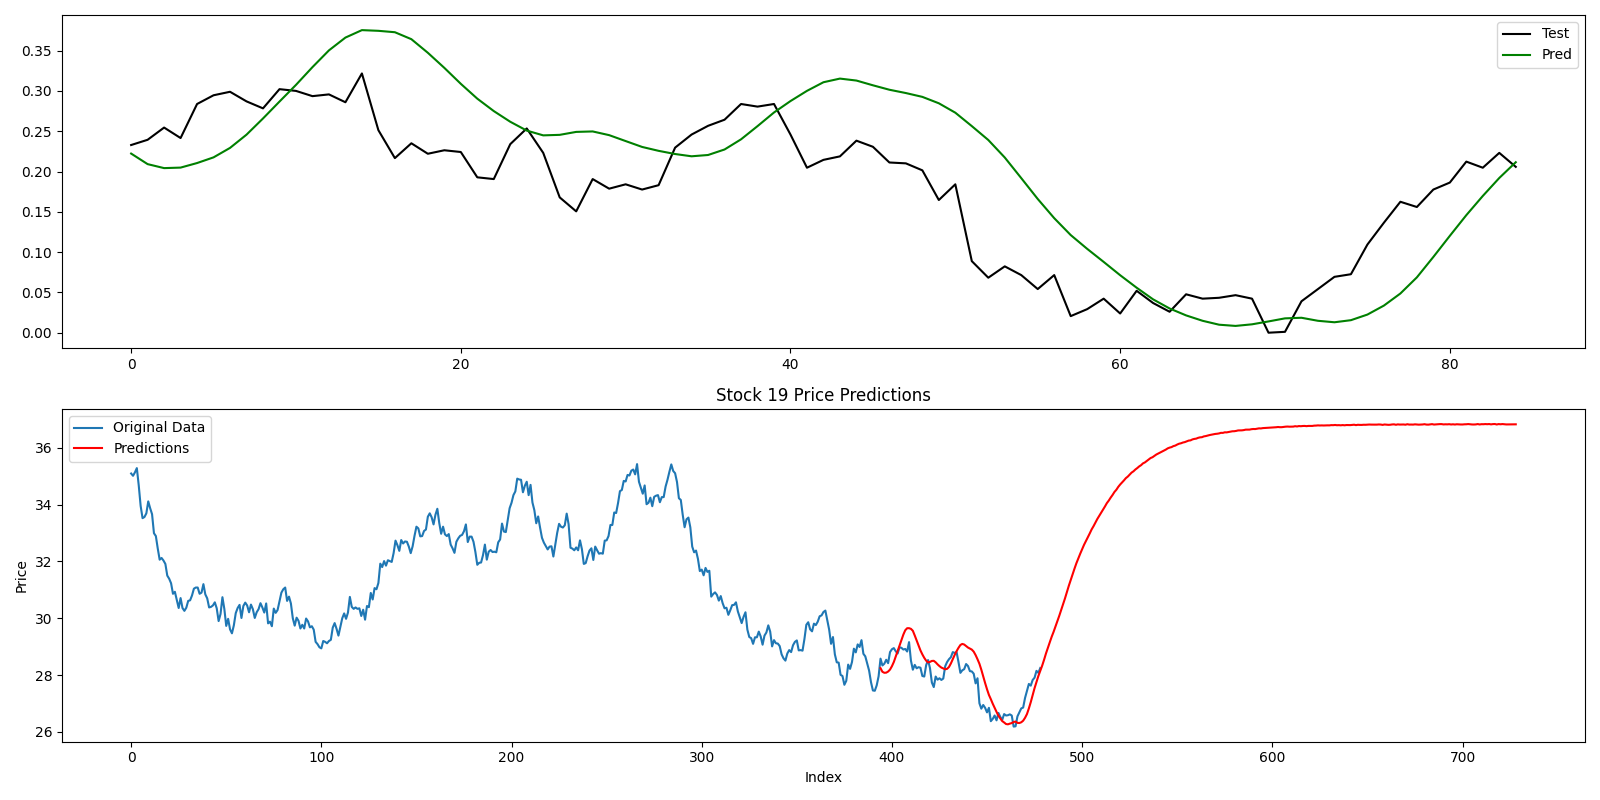 Test
Pred
0.35
0.30
0.25
0.20
0.15
0.10
0.05
0.00
0 20 40 60 80
Stock 19 Price Predictions
Original Data
Predictions
36
34
32
30
28
26
Price
0 100 200 300 400 500 600 700
Index